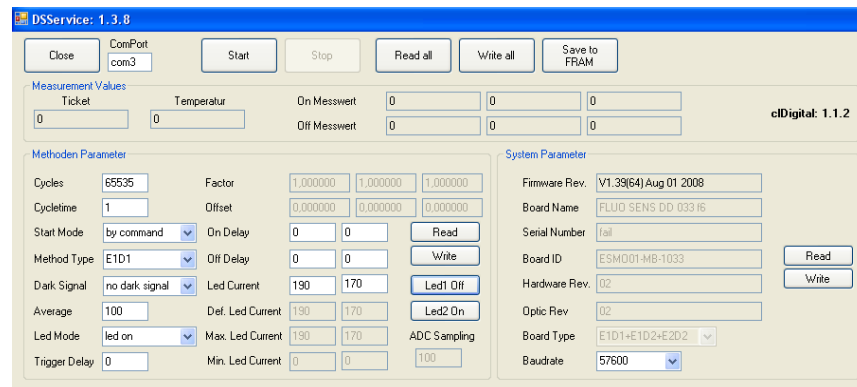 DSService: 1.3.8
Close ComPort com3 Start Stop Read all Write all Save to FRAM
Measurement Values
Ticket Temperatur On Messwert 0 0 0
0 0 Off Messwert 0 0 0
clDigital: 1.1.2
Methoden Parameter
Cycles 65535 Factor 1,000000 1,000000 1,000000
Cycletime 1 Offset 0,000000 0,000000 0,000000
Start Mode by command On Delay 0 0 Read
Method Type E1D1 Off Delay 0 0 Write
Dark Signal no dark signal Led Current 190 170 Led1 Off
Average 100 Def. Led Current 190 170 Led2 On
Led Mode led on Max. Led Current 190 170 ADC Sampling
Trigger Delay 0 Min. Led Current 0 0 100
System Parameter
Firmware Rev. V1.39(64) Aug 01 2008
Board Name FLUO SENS DD 033 f6
Serial Number fail
Board ID ESMO01-MB-1033 Read
Hardware Rev. 02 Write
Optic Rev 02
Board Type E1D1+E1D2+E2D2
Baudrate 57600